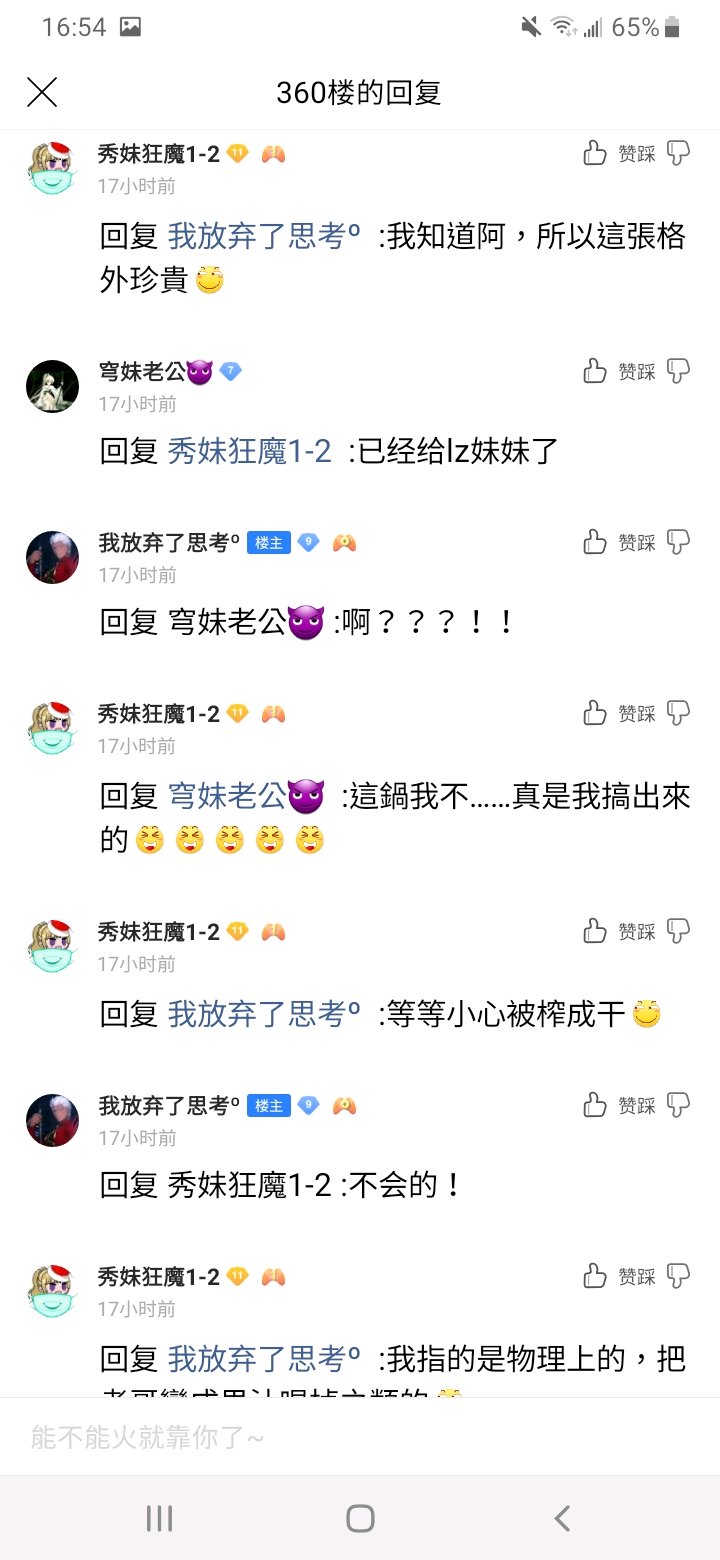 16:54
65%
360楼的回复
秀妹狂魔1-2 11
赞踩
17小时前
回复 我放弃了思考º :我知道阿，所以這張格
外珍貴
穹妹老公😈 7
赞踩
17小时前
回复 秀妹狂魔1-2 :已经给lz妹妹了
我放弃了思考º 楼主 9
赞踩
17小时前
回复 穹妹老公😈 :啊？？？！！
秀妹狂魔1-2 11
赞踩
17小时前
回复 穹妹老公😈 :這鍋我不……真是我搞出來
的
秀妹狂魔1-2 11
赞踩
17小时前
回复 我放弃了思考º :等等小心被榨成干
我放弃了思考º 楼主 9
赞踩
17小时前
回复 秀妹狂魔1-2 :不会的！
秀妹狂魔1-2 11
赞踩
17小时前
回复 我放弃了思考º :我指的是物理上的，把
能不能火就靠你了~